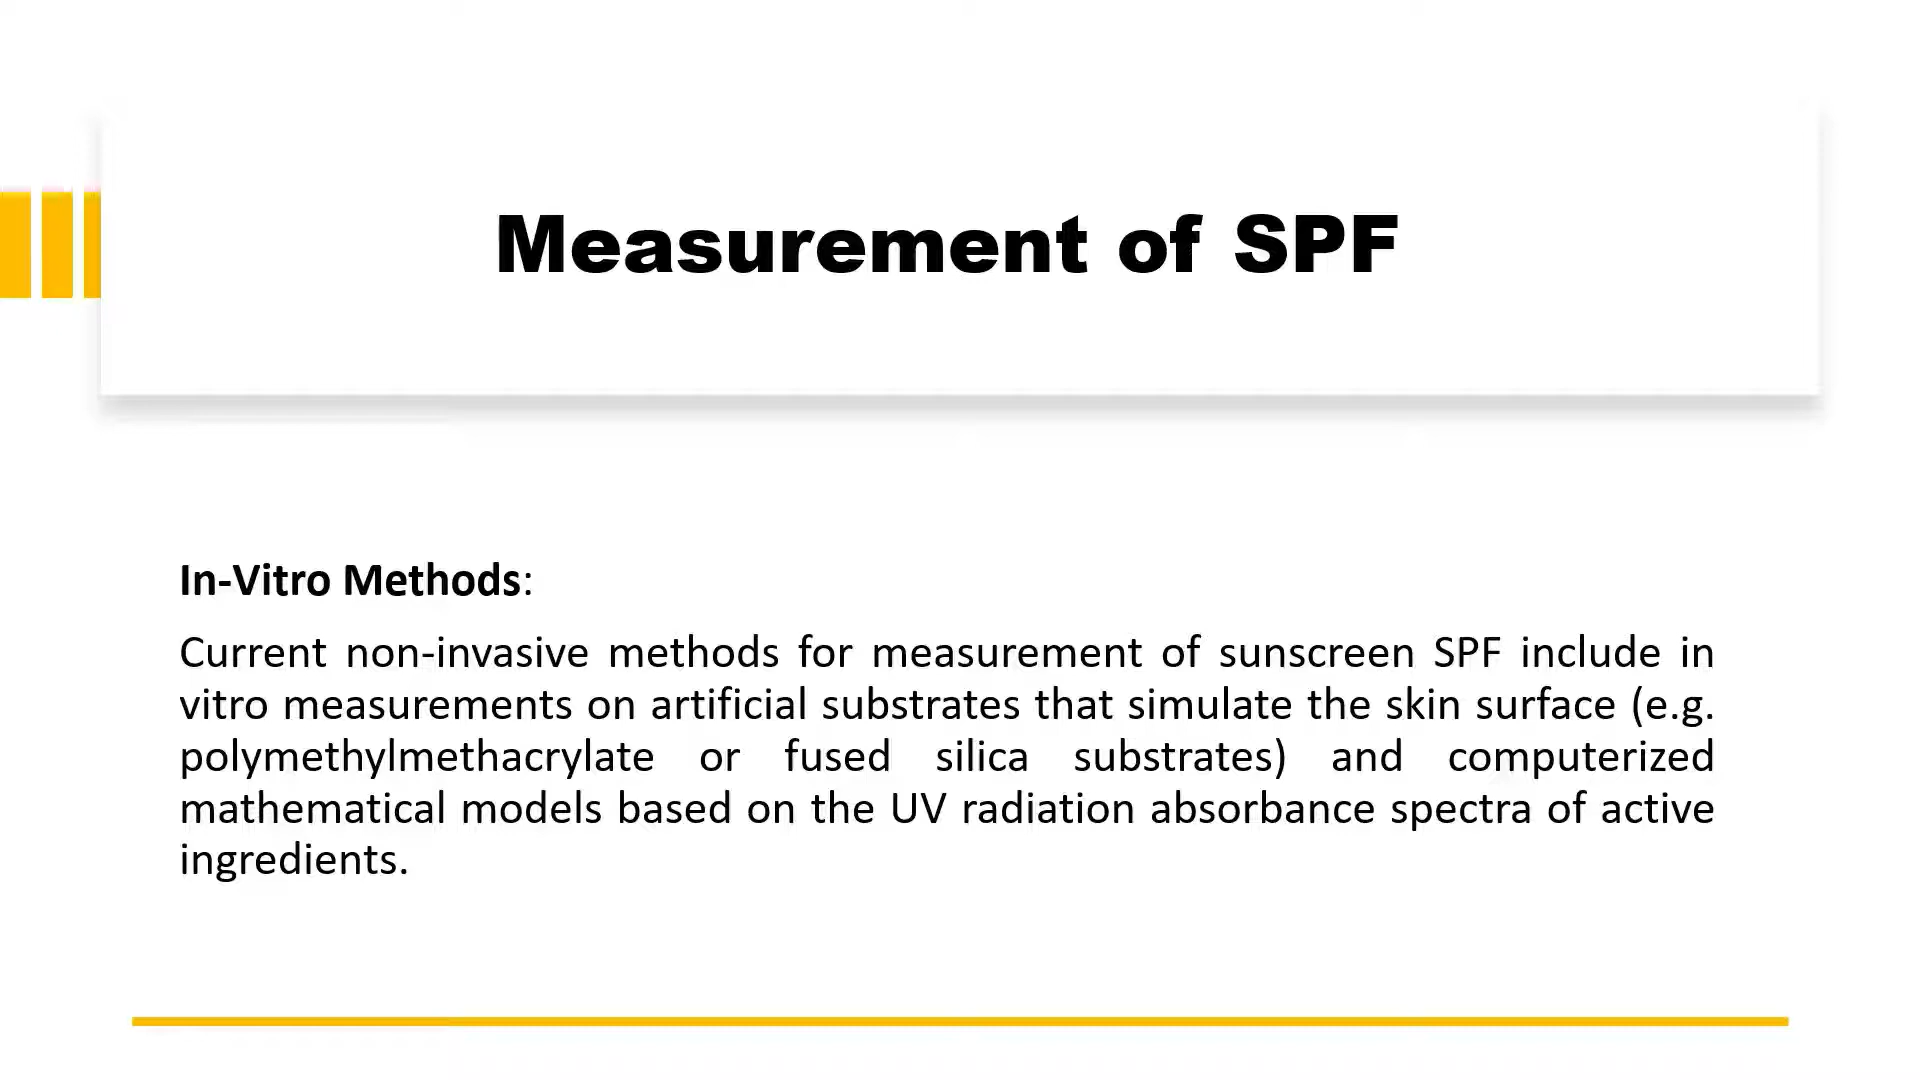 Measurement of SPF
In-Vitro Methods:
Current non-invasive methods for measurement of sunscreen SPF include in
vitro measurements on artificial substrates that simulate the skin surface (e.g.
polymethylmethacrylate or fused silica substrates) and computerized
mathematical models based on the UV radiation absorbance spectra of active
ingredients.